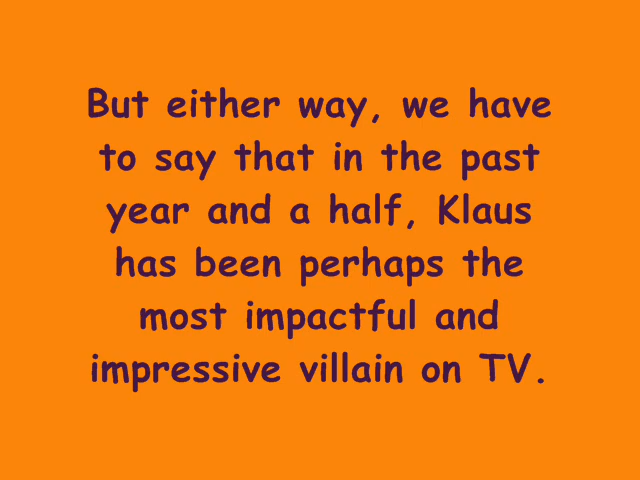 But either way, we have
to say that in the past
year and a half, Klaus
has been perhaps the
most impactful and
impressive villain on TV.